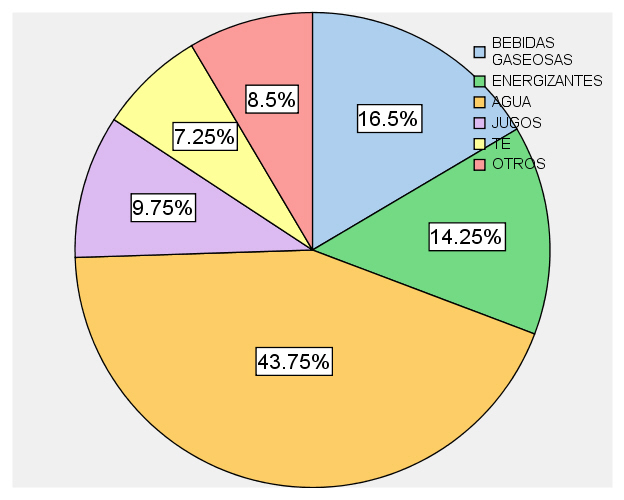 BEBIDAS
GASEOSAS
ENERGIZANTES
AGUA
JUGOS
TE
OTROS
8.5%
16.5%
7.25%
9.75%
14.25%
43.75%